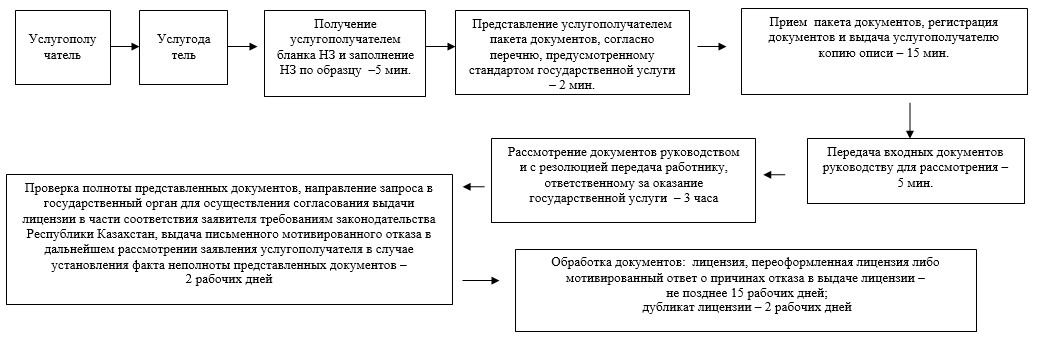 Услугополу
чатель
Услугода
тель
Получение
услугополучателем
бланка НЗ и заполнение
НЗ по образцу –5 мин.
Представление услугополучателем
пакета документов, согласно
перечню, предусмотренному
стандартом государственной услуги
– 2 мин.
Прием пакета документов, регистрация
документов и выдача услугополучателю
копию описи – 15 мин.
Передача входных документов
руководству для рассмотрения –
5 мин.
Рассмотрение документов руководством
и с резолюцией передача работнику,
ответственному за оказание
государственной услуги – 3 часа
Проверка полноты представленных документов, направление запроса в
государственный орган для осуществления согласования выдачи
лицензии в части соответствия заявителя требованиям законодательства
Республики Казахстан, выдача письменного мотивированного отказа в
дальнейшем рассмотрении заявления услугополучателя в случае
установления факта неполноты представленных документов –
2 рабочих дней
Обработка документов: лицензия, переоформленная лицензия либо
мотивированный ответ о причинах отказа в выдаче лицензии –
не позднее 15 рабочих дней;
дубликат лицензии – 2 рабочих дней